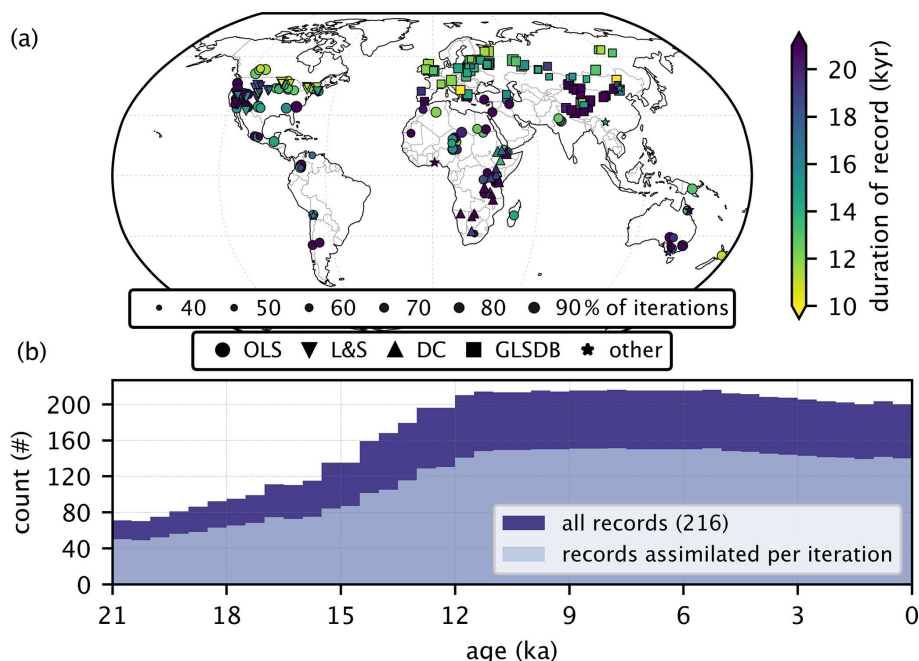 (a)
40 50 60 70 80 90% of iterations
OLS L&S DC GLSDB other
20
18
16
14
12
10
duration of record (kyr)
(b)
200
160
120
80
40
0
count (#)
all records (216)
records assimilated per iteration
21 18 15 12 9 6 3 0
age (ka)